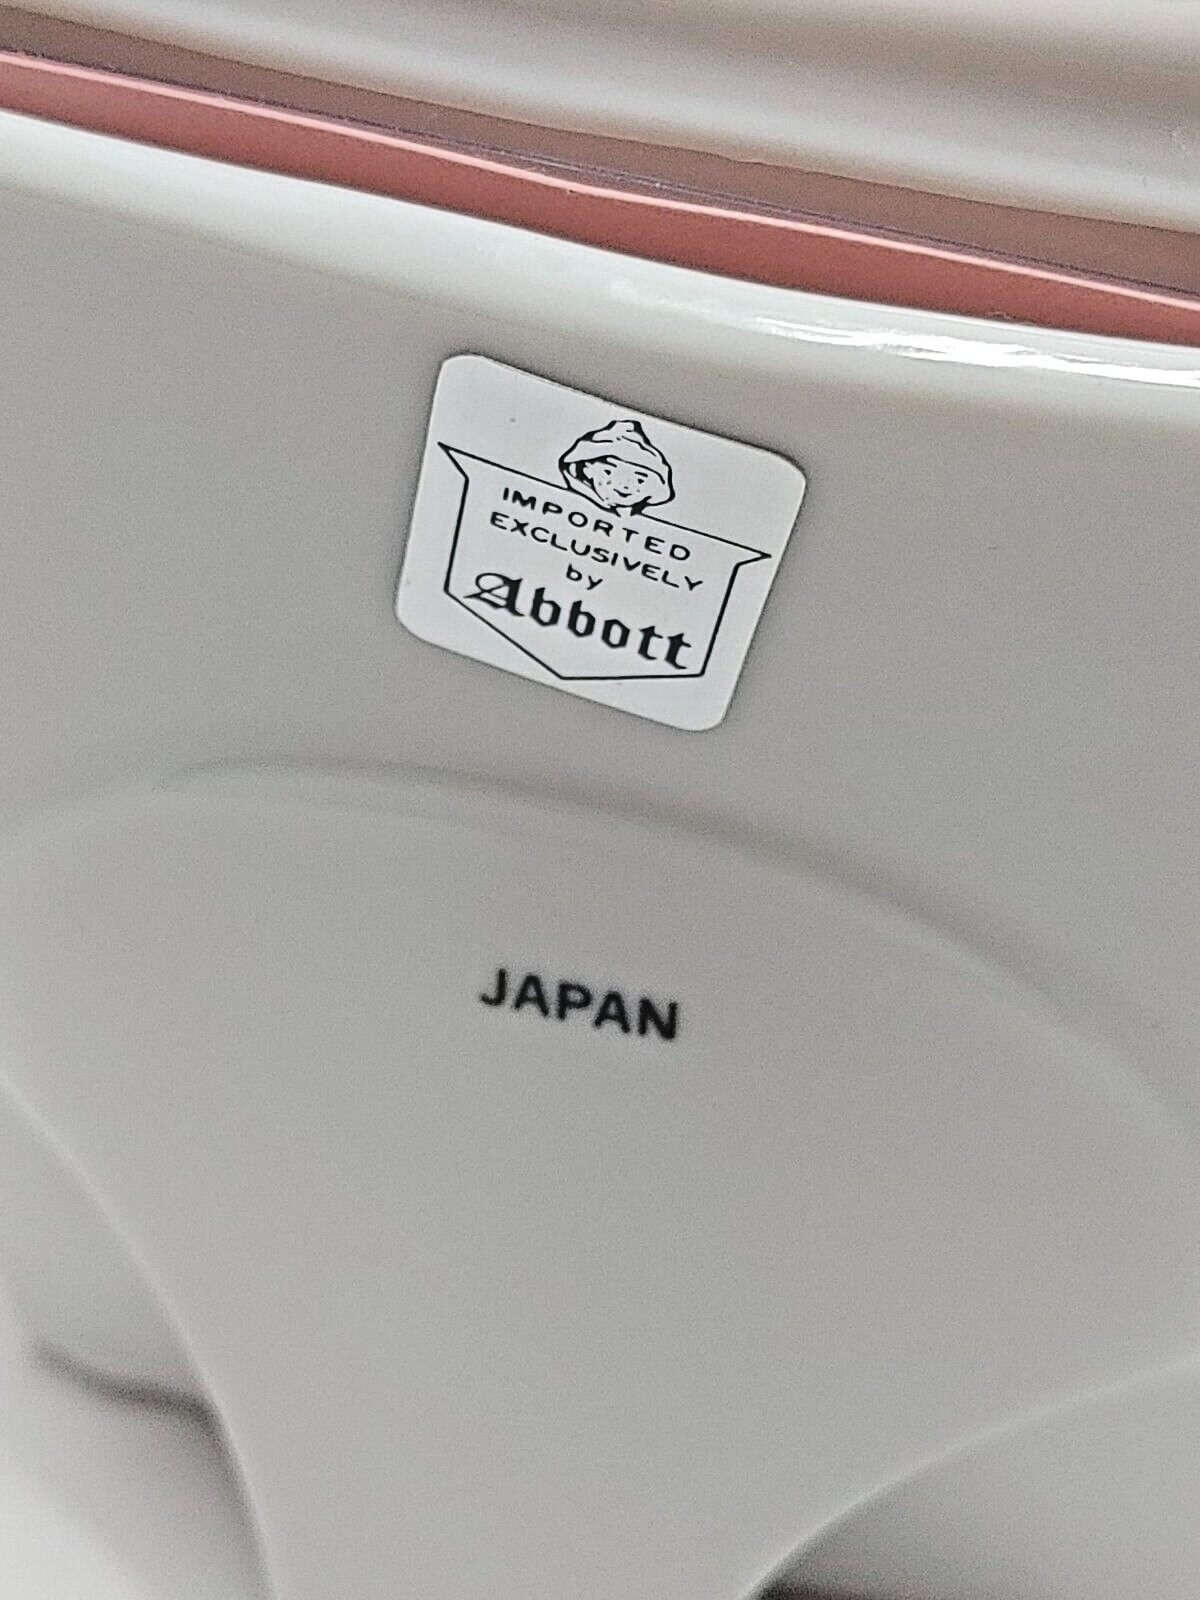 IMPORTED
EXCLUSIVELY
by
Abbott
JAPAN